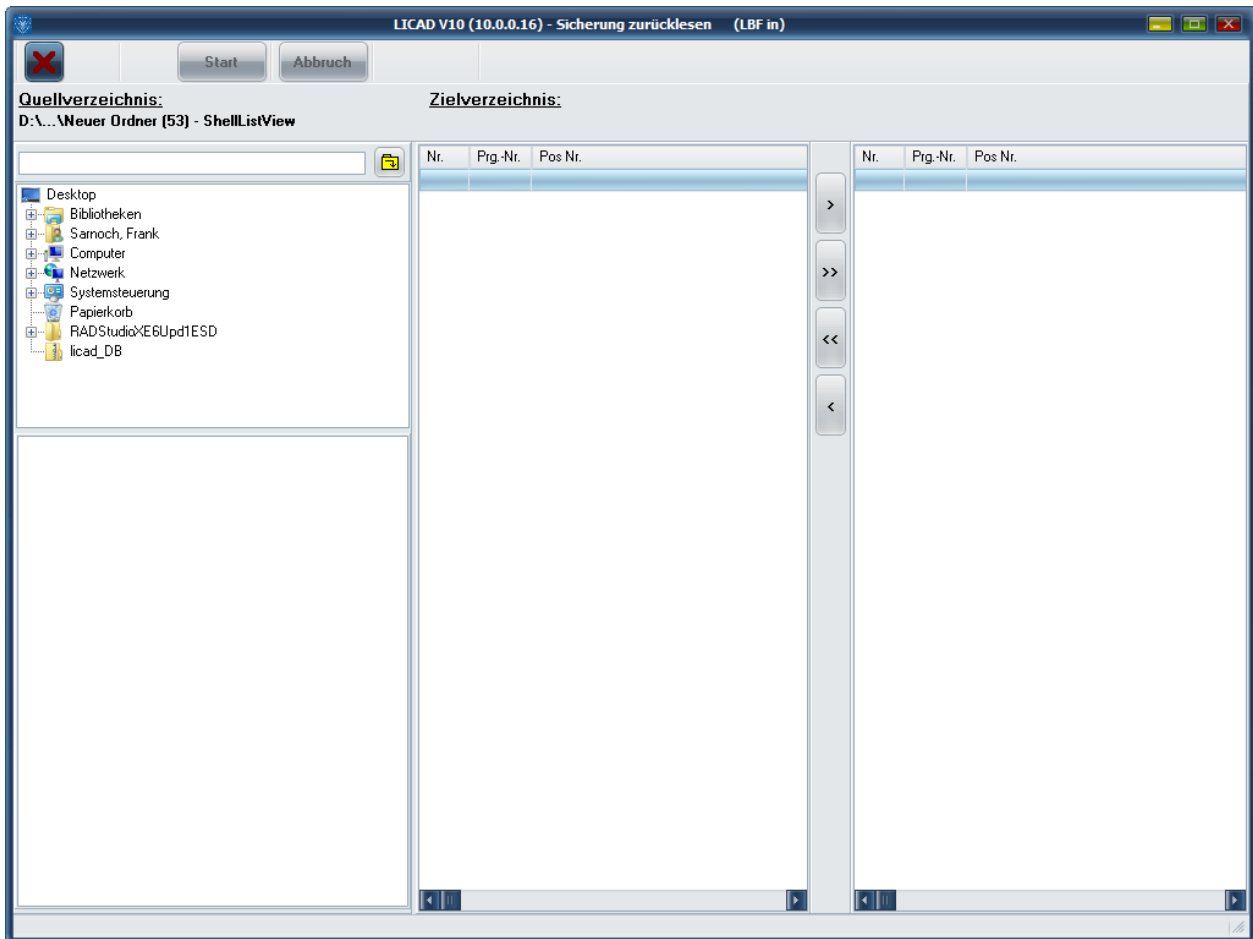 LICAD V10 (10.0.0.16) - Sicherung zurücklesen (LBF in)
Start Abbruch
Quellverzeichnis:
D:\...\Neuer Ordner (53) - ShellListView
Zielverzeichnis:
Desktop
Bibliotheken
Sarnoch, Frank
Computer
Netzwerk
Systemsteuerung
Papierkorb
RADStudioXE6Upd1ESD
licad_DB
Nr. Prg.-Nr. Pos Nr.
>
>>
<<
<
Nr. Prg.-Nr. Pos Nr.